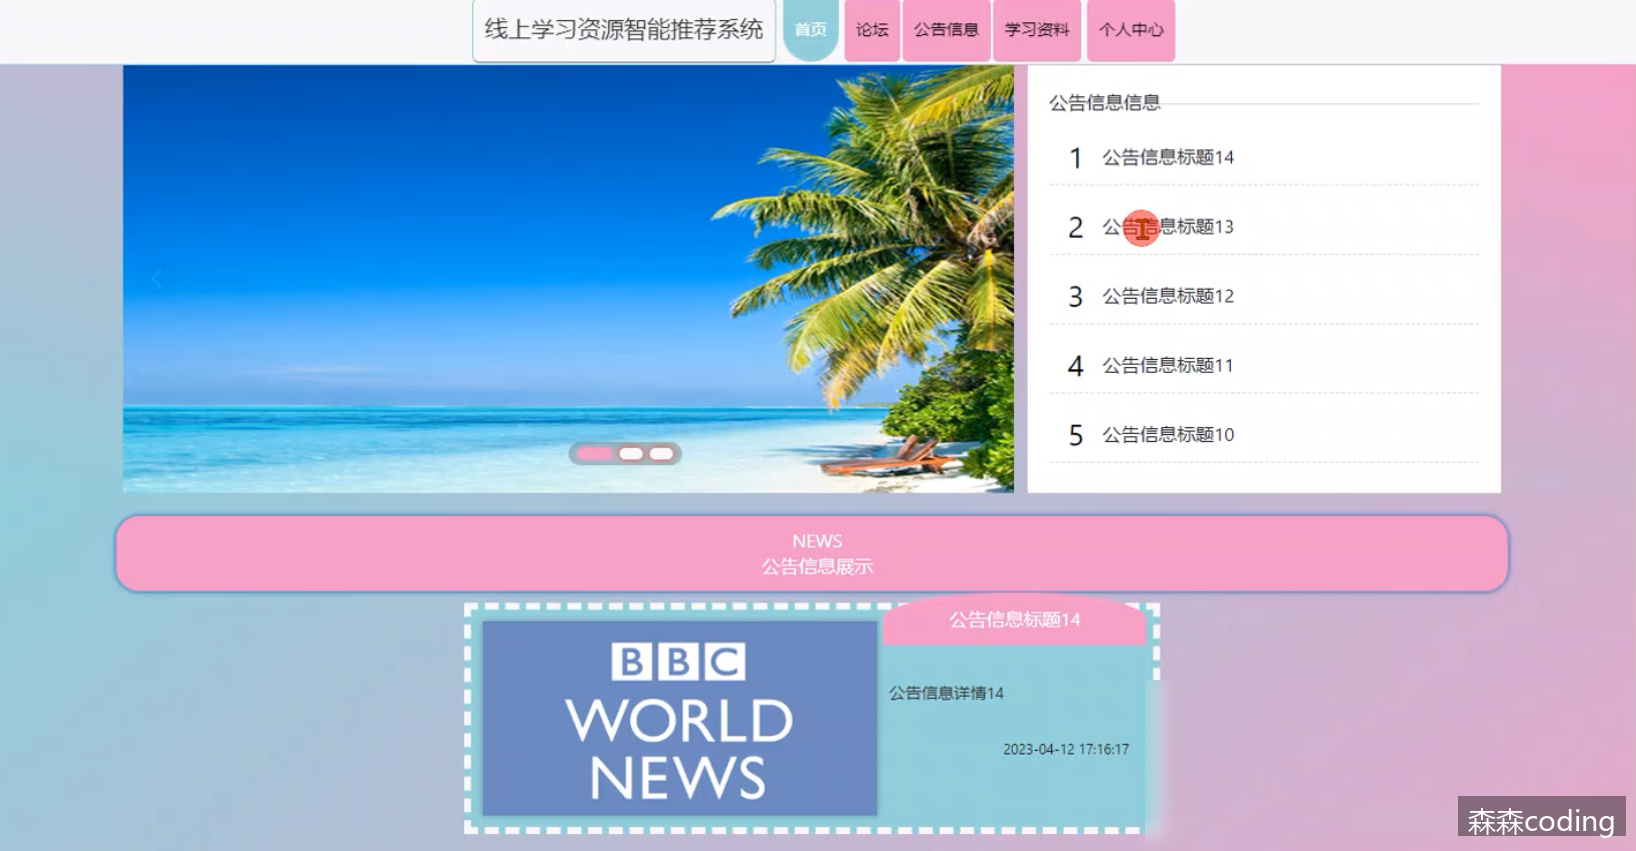 线上学习资源智能推荐系统
首页
论坛
公告信息
学习资料
个人中心
公告信息信息
1 公告信息标题14
2 公告信息标题13
3 公告信息标题12
4 公告信息标题11
5 公告信息标题10
NEWS
公告信息展示
BBC
WORLD
NEWS
公告信息标题14
公告信息详情14
2023-04-12 17:16:17
森森coding